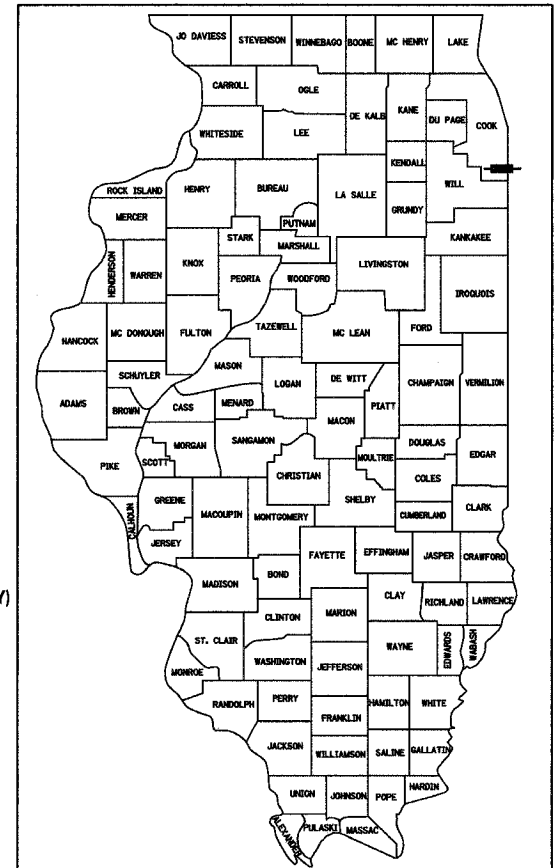 JO DAVIESS STEVENSON WINNEBAGO BOONE MC HENRY LAKE
CARROLL OGLE DE KALB KANE DU PAGE COOK
WHITESIDE LEE KENDALL WILL
ROCK ISLAND HENRY BUREAU LA SALLE GRUNDY
MERCER PUTNAM KANKAKEE
STARK MARSHALL
HENDERSON WARREN KNOX PEORIA WOODFORD LIVINGSTON IROQUOIS
HANCOCK MC DONOUGH FULTON TAZEWELL MC LEAN FORD
SCHUYLER MASON LOGAN DE WITT CHAMPAIGN VERMILION
ADAMS BROWN CASS MENARD MACON PIATT
PIKE SCOTT MORGAN SANGAMON MOULTRIE DOUGLAS EDGAR
CHRISTIAN COLES
CALHOUN GREENE MACOUPIN MONTGOMERY SHELBY CUMBERLAND CLARK
JERSEY FAYETTE EFFINGHAM JASPER CRAWFORD
Y) MADISON BOND CLAY RICHLAND LAWRENCE
CLINTON MARION
ST. CLAIR WAYNE EDWARDS WABASH
MONROE WASHINGTON JEFFERSON
RANDOLPH PERRY HAMILTON WHITE
FRANKLIN
JACKSON WILLIAMSON SALINE GALLATIN
UNION JOHNSON POPE HARDIN
ALEXANDER PULASKI MASSAC